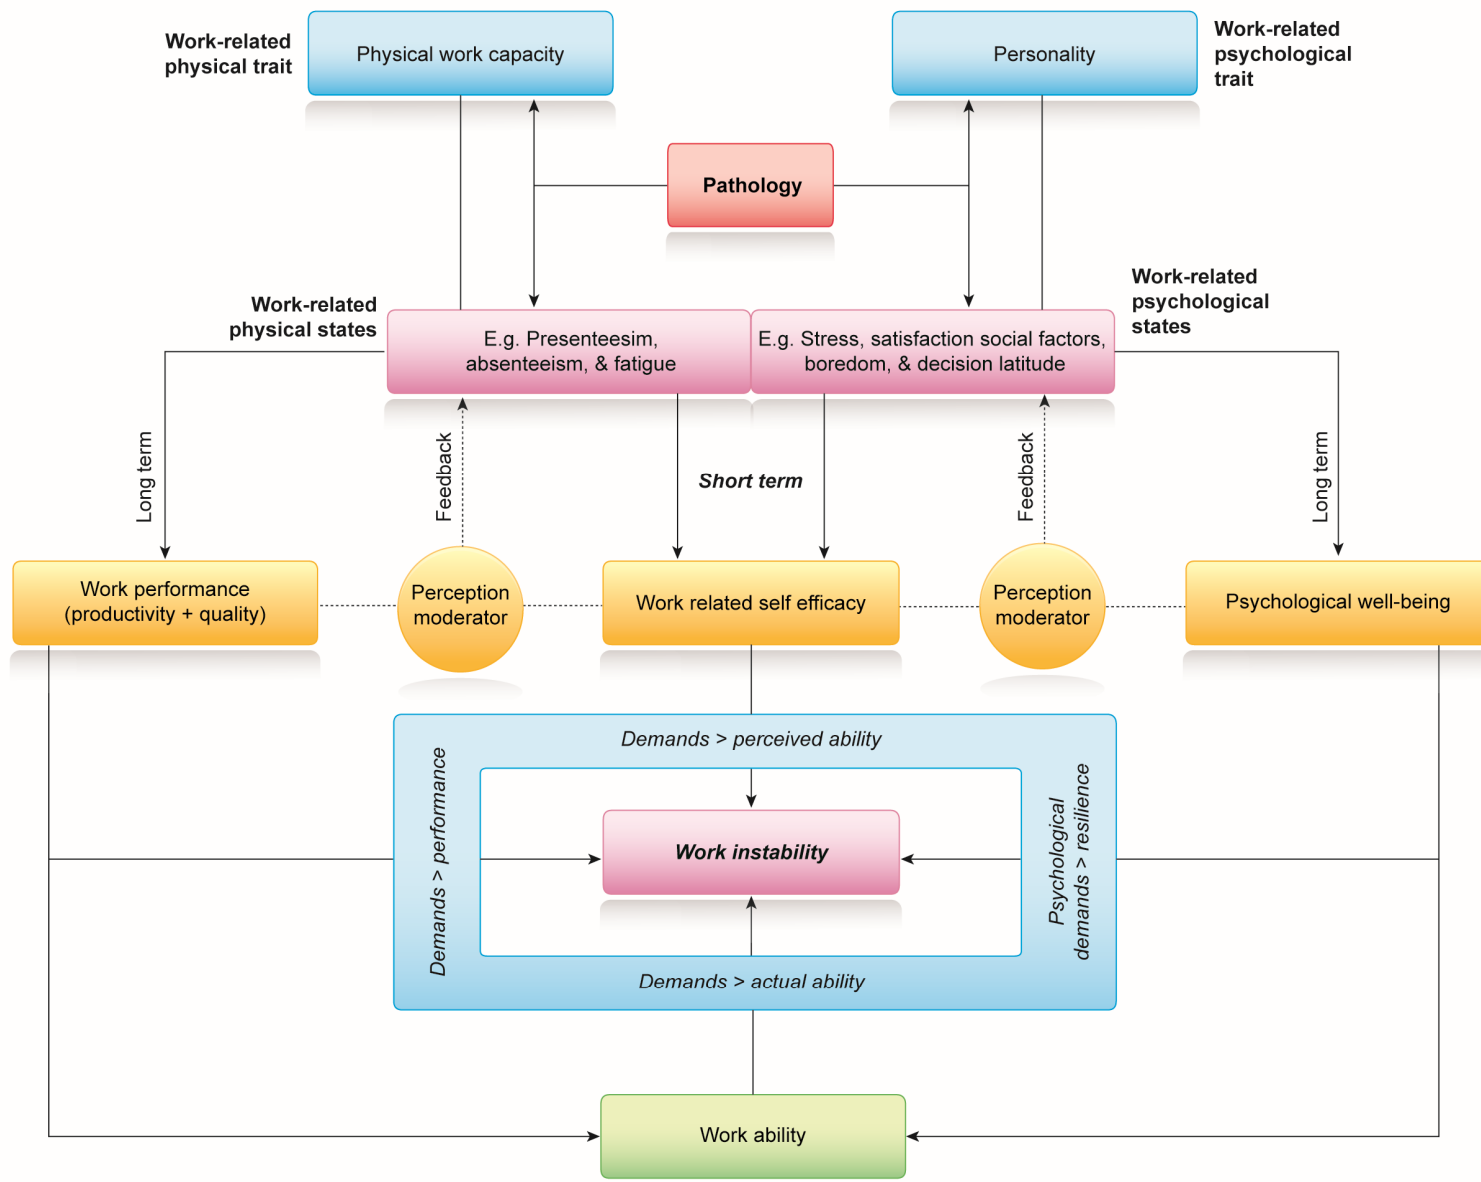 Work-related
physical trait
Physical work capacity
Personality
Work-related
psychological
trait
Pathology
Work-related
physical states
E.g. Presenteesim,
absenteeism, & fatigue
E.g. Stress, satisfaction social factors,
boredom, & decision latitude
Work-related
psychological
states
Long term
Feedback
Short term
Feedback
Long term
Work performance
(productivity + quality)
Perception
moderator
Work related self efficacy
Perception
moderator
Psychological well-being
Demands > perceived ability
Demands > performance
Work instability
Psychological
demands > resilience
Demands > actual ability
Work ability